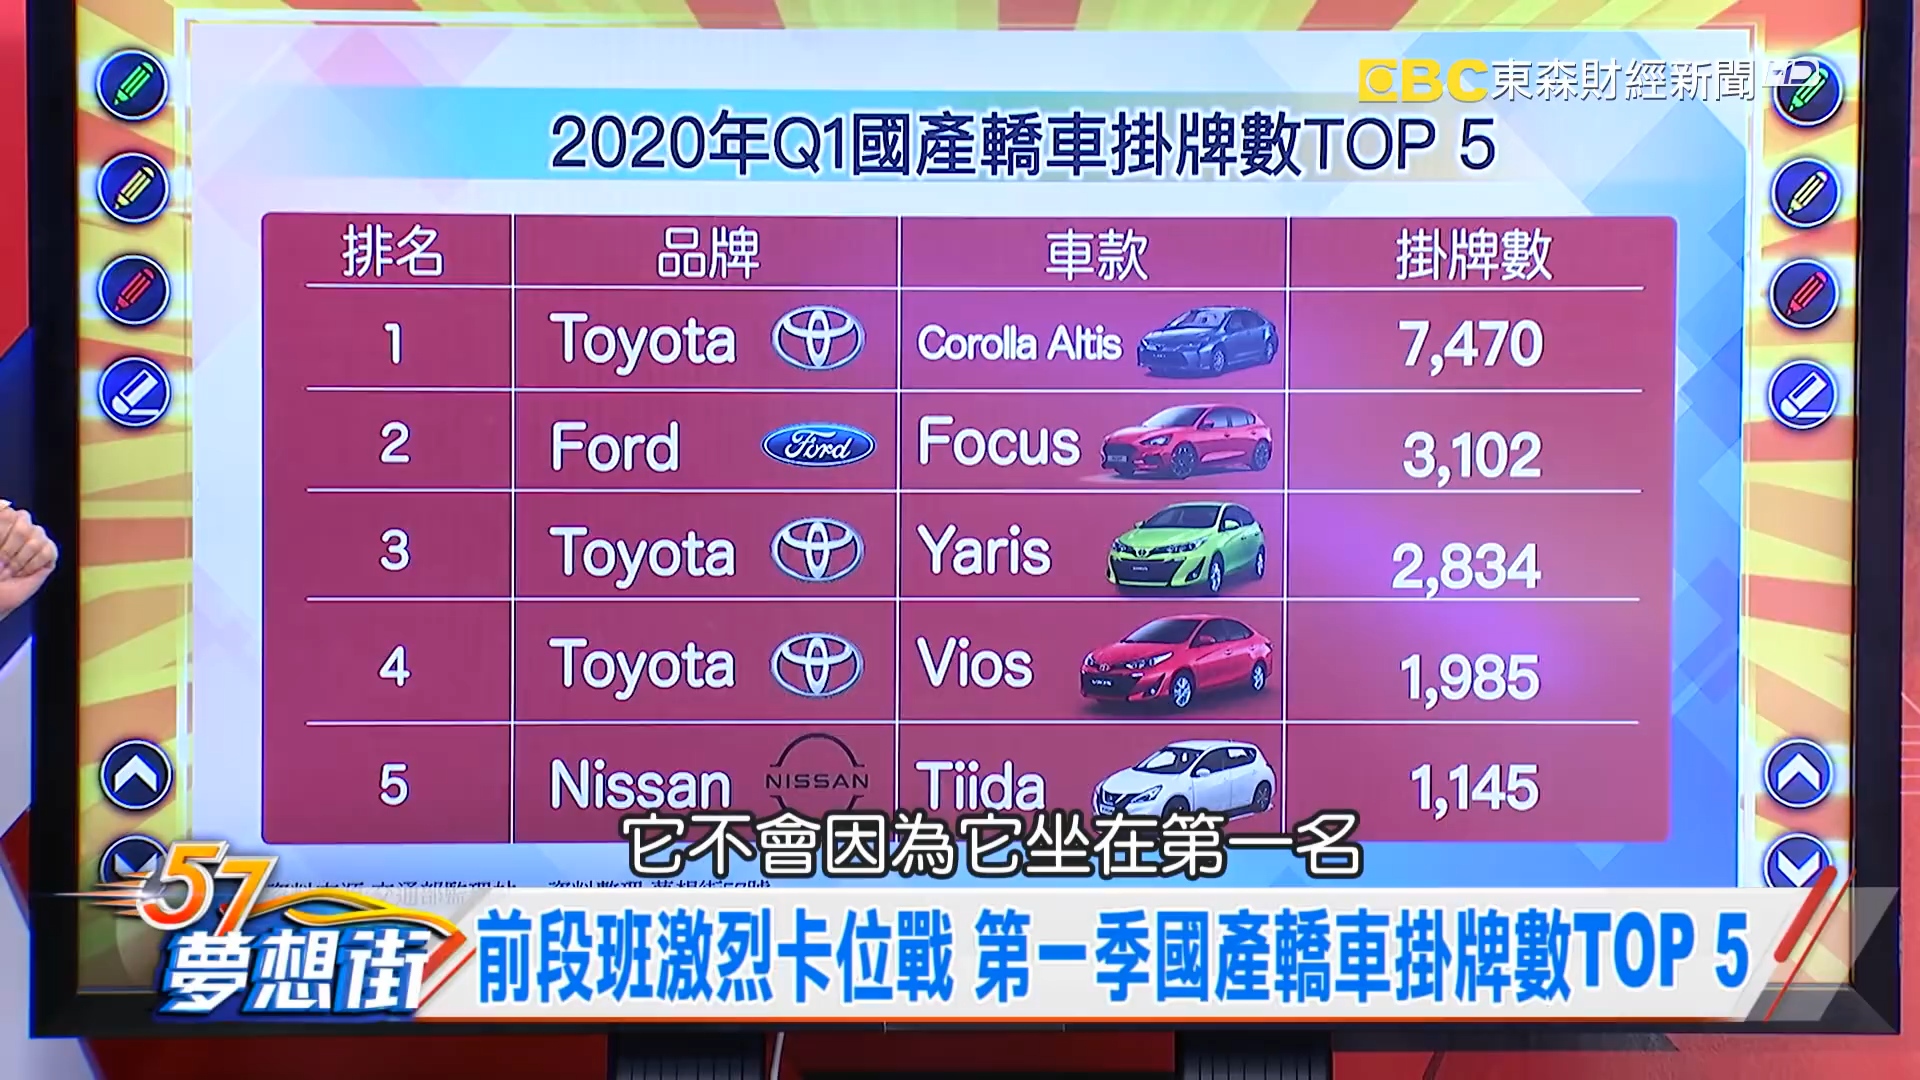 EBC 東森財經新聞 HD
2020年Q1國產轎車掛牌數TOP 5
排名 品牌 車款 掛牌數
1 Toyota Corolla Altis 7,470
2 Ford Ford Focus 3,102
3 Toyota Yaris 2,834
4 Toyota Vios 1,985
5 Nissan NISSAN Tiida 1,145
它不會因為它坐在第一名
57夢想街
前段班激烈卡位戰 第一季國產轎車掛牌數TOP 5